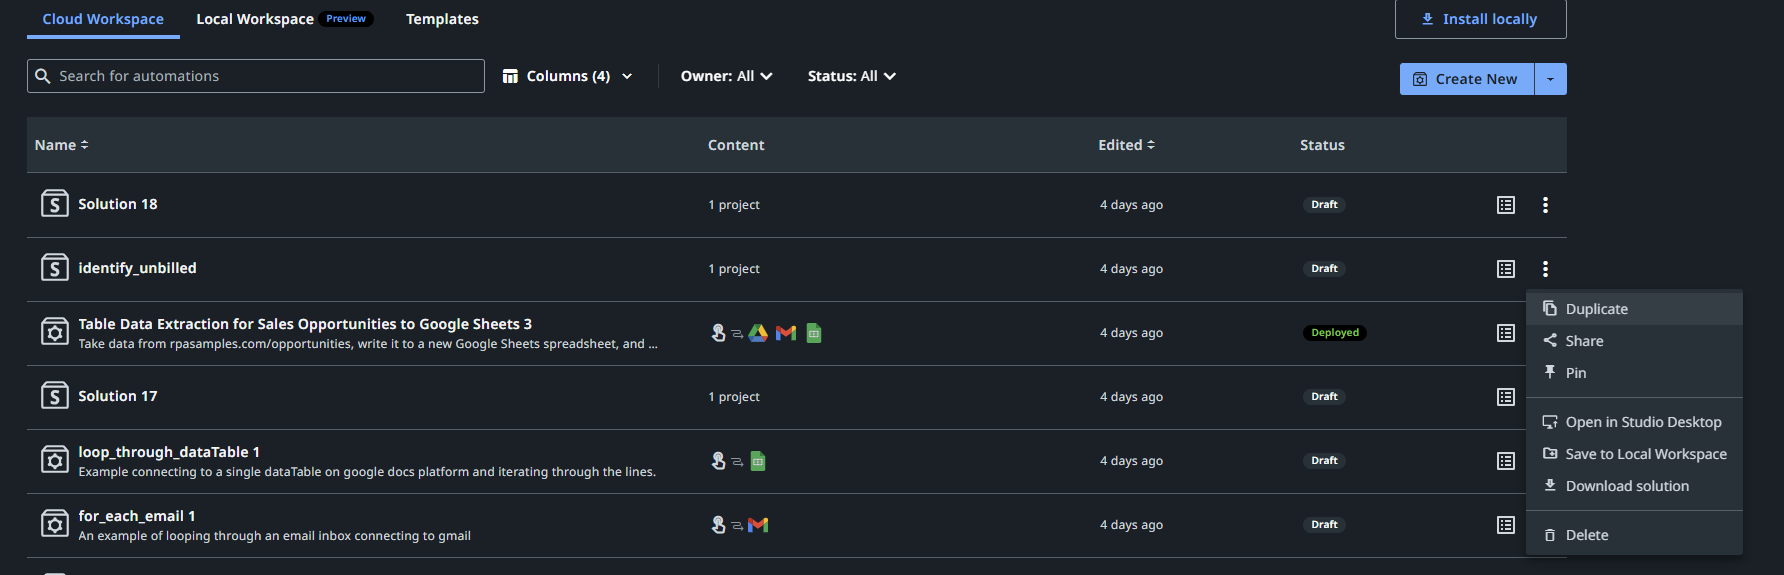 Cloud Workspace
Local Workspace Preview
Templates
Install locally
Search for automations
Columns (4)
Owner: All
Status: All
Create New
Name
Content
Edited
Status
S Solution 18
1 project
4 days ago
Draft
S identify_unbilled
1 project
4 days ago
Draft
Table Data Extraction for Sales Opportunities to Google Sheets 3
Take data from rpasamples.com/opportunities, write it to a new Google Sheets spreadsheet, and ...
4 days ago
Deployed
S Solution 17
1 project
4 days ago
Draft
loop_through_dataTable 1
Example connecting to a single dataTable on google docs platform and iterating through the lines.
4 days ago
Draft
for_each_email 1
An example of looping through an email inbox connecting to gmail
4 days ago
Draft
Duplicate
Share
Pin
Open in Studio Desktop
Save to Local Workspace
Download solution
Delete